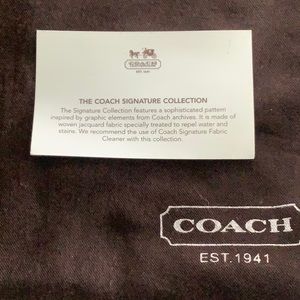 COACH
EST. 1941
THE COACH SIGNATURE COLLECTION
The Signature Collection features a sophisticated pattern
inspired by graphic elements from Coach archives. It is made of
woven jacquard fabric specially treated to repel water and
stains. We recommend the use of Coach Signature Fabric
Cleaner with this collection.
COACH
EST. 1941